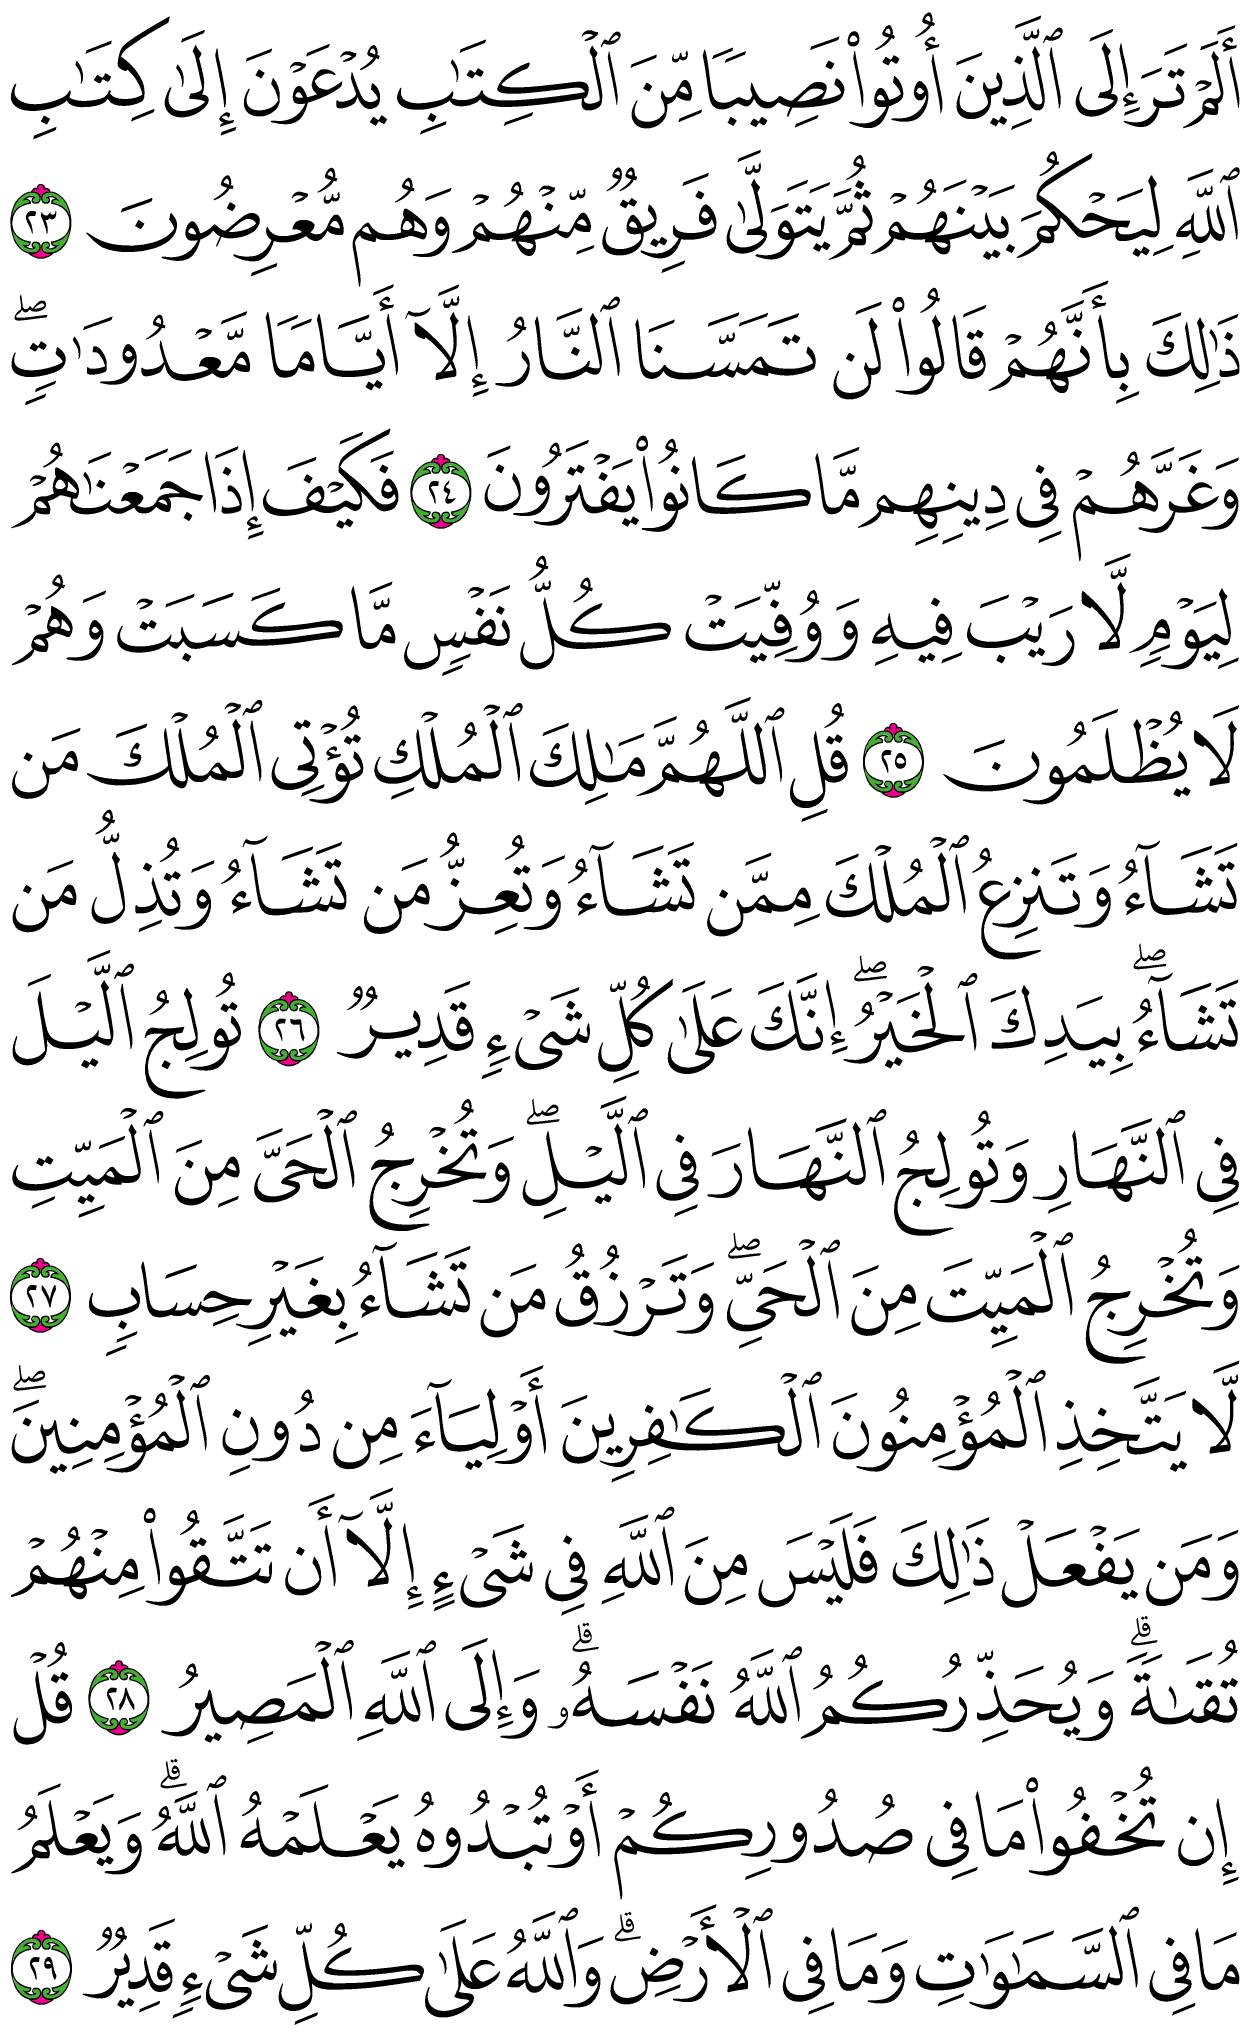 أَلَمۡ تَرَ إِلَى ٱلَّذِينَ أُوتُواْ نَصِيبٗا مِّنَ ٱلۡكِتَٰبِ يُدۡعَوۡنَ إِلَىٰ كِتَٰبِ
ٱللَّهِ لِيَحۡكُمَ بَيۡنَهُمۡ ثُمَّ يَتَوَلَّىٰ فَرِيقٞ مِّنۡهُمۡ وَهُم مُّعۡرِضُونَ ٢٣
ذَٰلِكَ بِأَنَّهُمۡ قَالُواْ لَن تَمَسَّنَا ٱلنَّارُ إِلَّآ أَيَّامٗا مَّعۡدُودَٰتٖۖ
وَغَرَّهُمۡ فِي دِينِهِم مَّا كَانُواْ يَفۡتَرُونَ ٢٤ فَكَيۡفَ إِذَا جَمَعۡنَٰهُمۡ
لِيَوۡمٖ لَّا رَيۡبَ فِيهِ وَوُفِّيَتۡ كُلُّ نَفۡسٖ مَّا كَسَبَتۡ وَهُمۡ
لَا يُظۡلَمُونَ ٢٥ قُلِ ٱللَّهُمَّ مَٰلِكَ ٱلۡمُلۡكِ تُؤۡتِي ٱلۡمُلۡكَ مَن
تَشَآءُ وَتَنزِعُ ٱلۡمُلۡكَ مِمَّن تَشَآءُ وَتُعِزُّ مَن تَشَآءُ وَتُذِلُّ مَن
تَشَآءُۖ بِيَدِكَ ٱلۡخَيۡرُۖ إِنَّكَ عَلَىٰ كُلِّ شَيۡءٖ قَدِيرٞ ٢٦ تُولِجُ ٱلَّيۡلَ
فِي ٱلنَّهَارِ وَتُولِجُ ٱلنَّهَارَ فِي ٱلَّيۡلِۖ وَتُخۡرِجُ ٱلۡحَيَّ مِنَ ٱلۡمَيِّتِ
وَتُخۡرِجُ ٱلۡمَيِّتَ مِنَ ٱلۡحَيِّۖ وَتَرۡزُقُ مَن تَشَآءُ بِغَيۡرِ حِسَابٖ ٢٧
لَّا يَتَّخِذِ ٱلۡمُؤۡمِنُونَ ٱلۡكَٰفِرِينَ أَوۡلِيَآءَ مِن دُونِ ٱلۡمُؤۡمِنِينَۖ
وَمَن يَفۡعَلۡ ذَٰلِكَ فَلَيۡسَ مِنَ ٱللَّهِ فِي شَيۡءٍ إِلَّآ أَن تَتَّقُواْ مِنۡهُمۡ
تُقَىٰةٗۗ وَيُحَذِّرُكُمُ ٱللَّهُ نَفۡسَهُۥۗ وَإِلَى ٱللَّهِ ٱلۡمَصِيرُ ٢٨ قُلۡ
إِن تُخۡفُواْ مَا فِي صُدُورِكُمۡ أَوۡ تُبۡدُوهُ يَعۡلَمۡهُ ٱللَّهُۗ وَيَعۡلَمُ
مَا فِي ٱلسَّمَٰوَٰتِ وَمَا فِي ٱلۡأَرۡضِۗ وَٱللَّهُ عَلَىٰ كُلِّ شَيۡءٖ قَدِيرٞ ٢٩